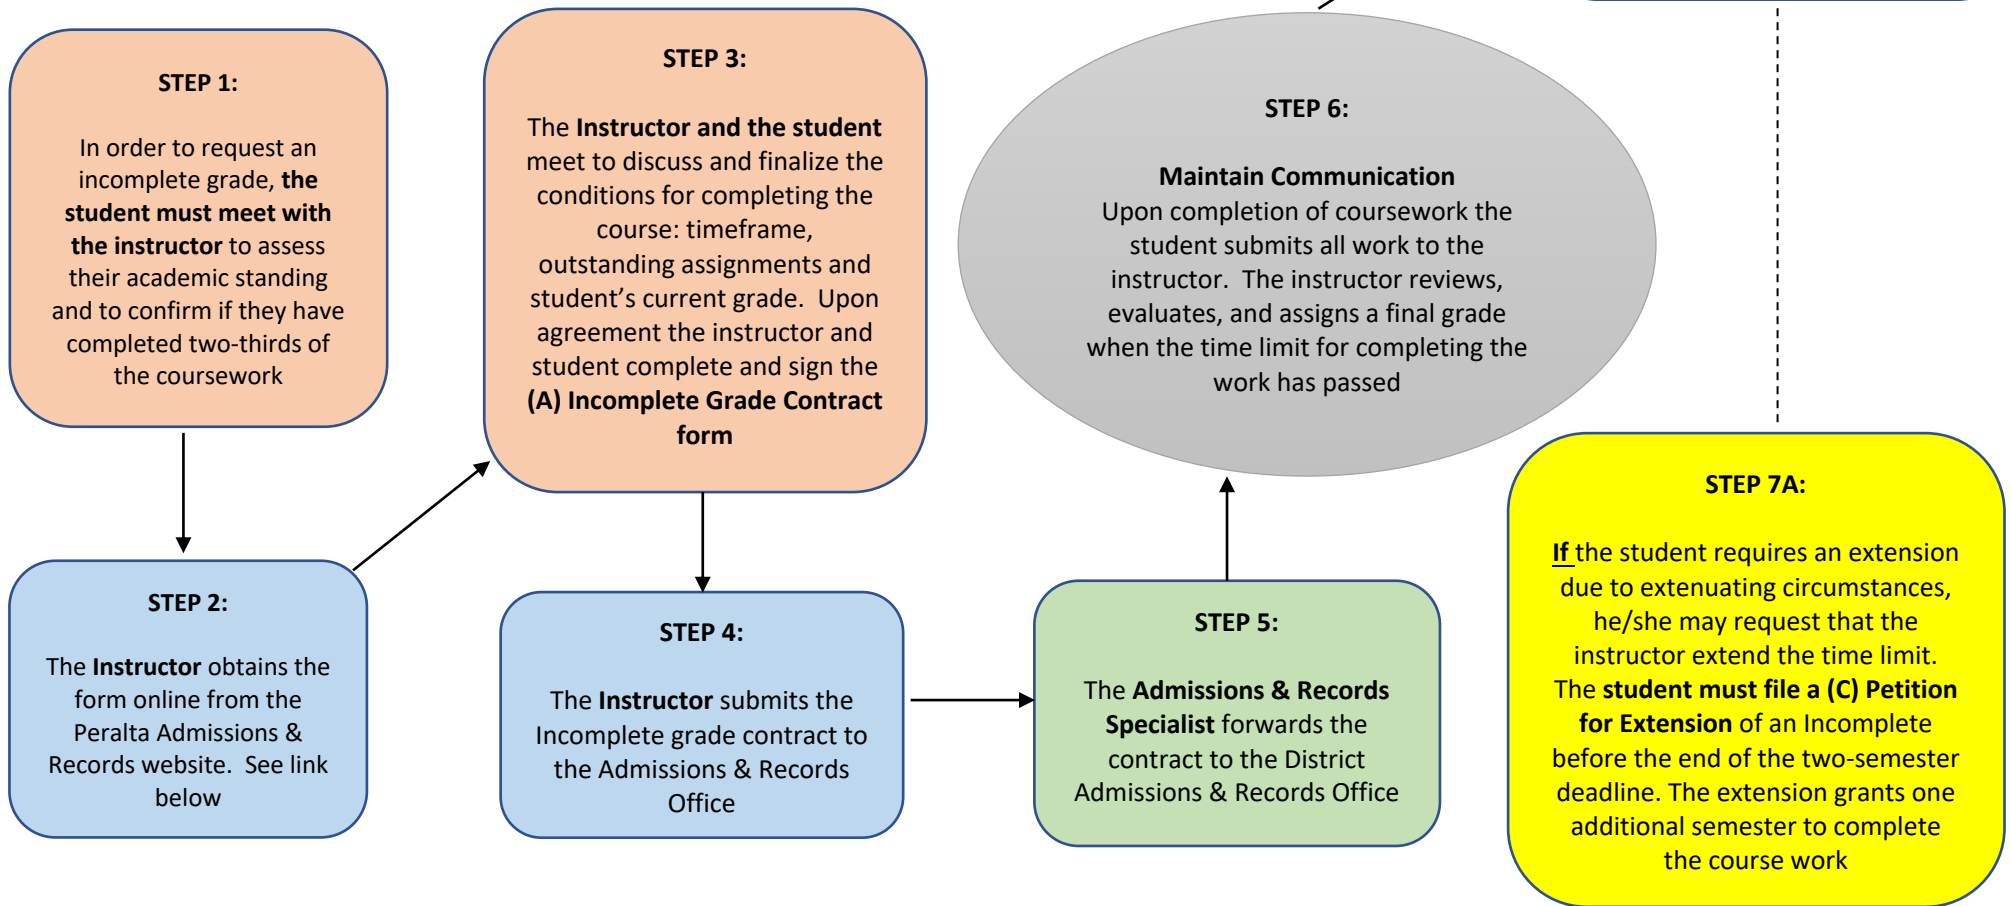 STEP 1:
In order to request an
incomplete grade, the
student must meet with
the instructor to assess
their academic standing
and to confirm if they have
completed two-thirds of
the coursework
STEP 2:
The Instructor obtains the
form online from the
Peralta Admissions &
Records website.  See link
below
STEP 3:
The Instructor and the student
meet to discuss and finalize the
conditions for completing the
course: timeframe,
outstanding assignments and
student’s current grade.  Upon
agreement the instructor and
student complete and sign the
(A) Incomplete Grade Contract
form
STEP 4:
The Instructor submits the
Incomplete grade contract to
the Admissions & Records
Office
STEP 5:
The Admissions & Records
Specialist forwards the
contract to the District
Admissions & Records Office
STEP 6:
Maintain Communication
Upon completion of coursework the
student submits all work to the
instructor.  The instructor reviews,
evaluates, and assigns a final grade
when the time limit for completing the
work has passed
STEP 7A:
If the student requires an extension
due to extenuating circumstances,
he/she may request that the
instructor extend the time limit.
The student must file a (C) Petition
for Extension of an Incomplete
before the end of the two-semester
deadline. The extension grants one
additional semester to complete
the course work